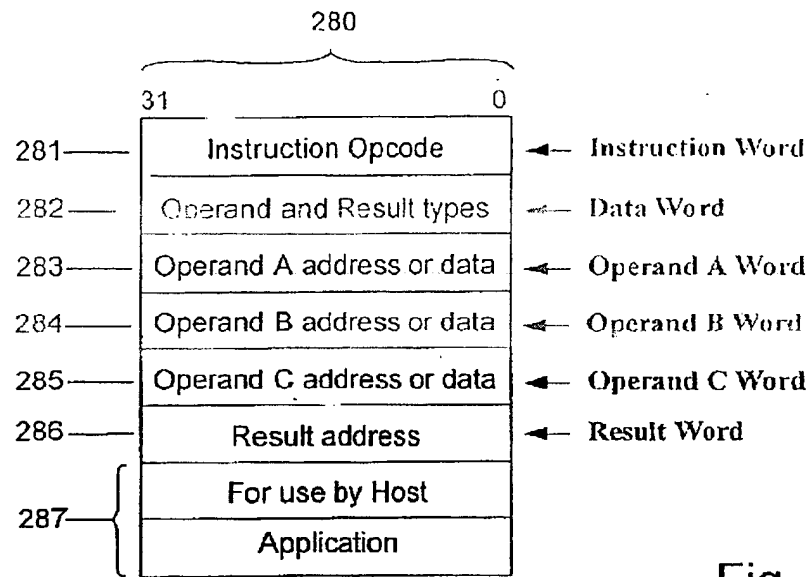 280
31 0
281 Instruction Opcode Instruction Word
282 Operand and Result types Data Word
283 Operand A address or data Operand A Word
284 Operand B address or data Operand B Word
285 Operand C address or data Operand C Word
286 Result address Result Word
287 For use by Host
Application
Fig